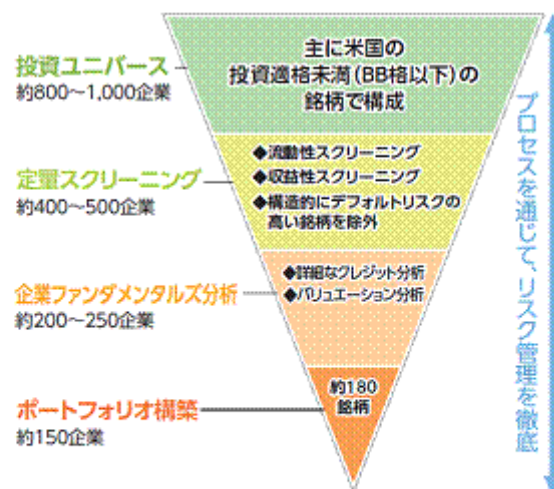 主に米国の
投資適格未満(BB格以下)の
銘柄で構成
投資ユニバース
約800～1,000企業
◆流動性スクリーニング
◆収益性スクリーニング
◆構造的にデフォルトリスクの
高い銘柄を除外
定量スクリーニング
約400～500企業
◆詳細なクレジット分析
◆バリュエーション分析
企業ファンダメンタルズ分析
約200～250企業
約180
銘柄
ポートフォリオ構築
約150企業
プロセスを通じて、リスク管理を徹底